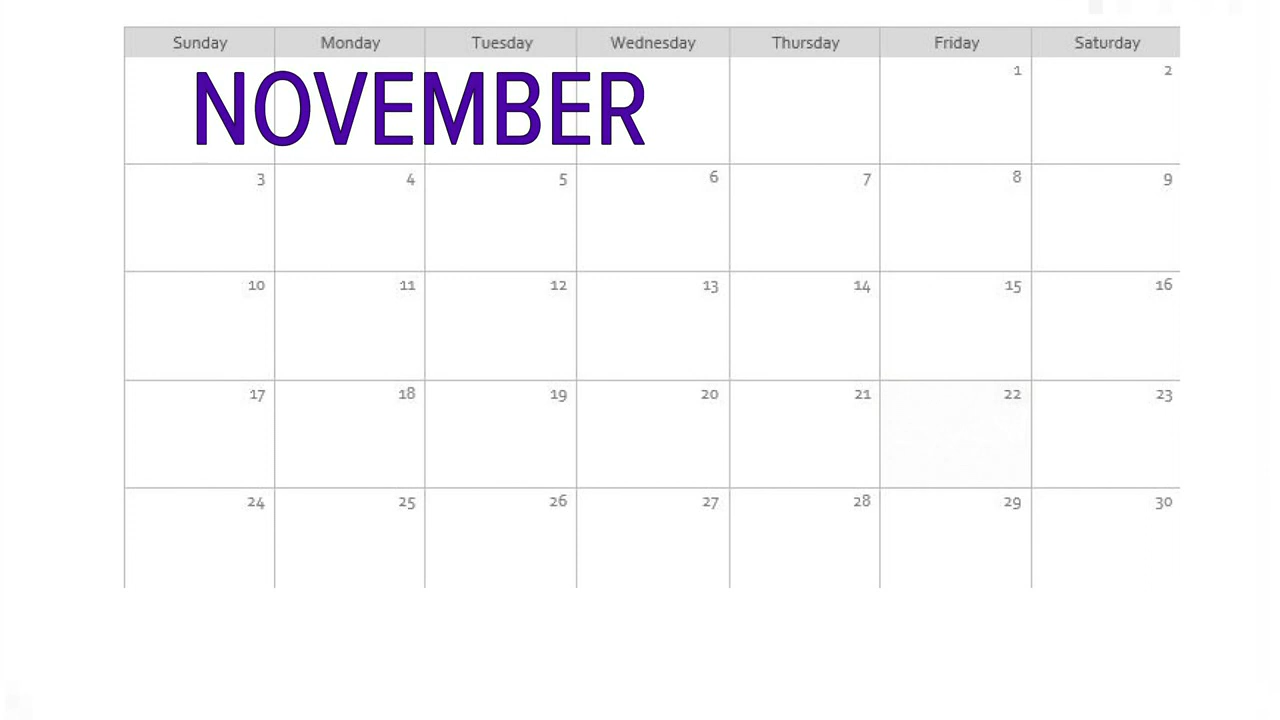 Sunday Monday Tuesday Wednesday Thursday Friday Saturday
NOVEMBER 1 2
3 4 5 6 7 8 9
10 11 12 13 14 15 16
17 18 19 20 21 22 23
24 25 26 27 28 29 30